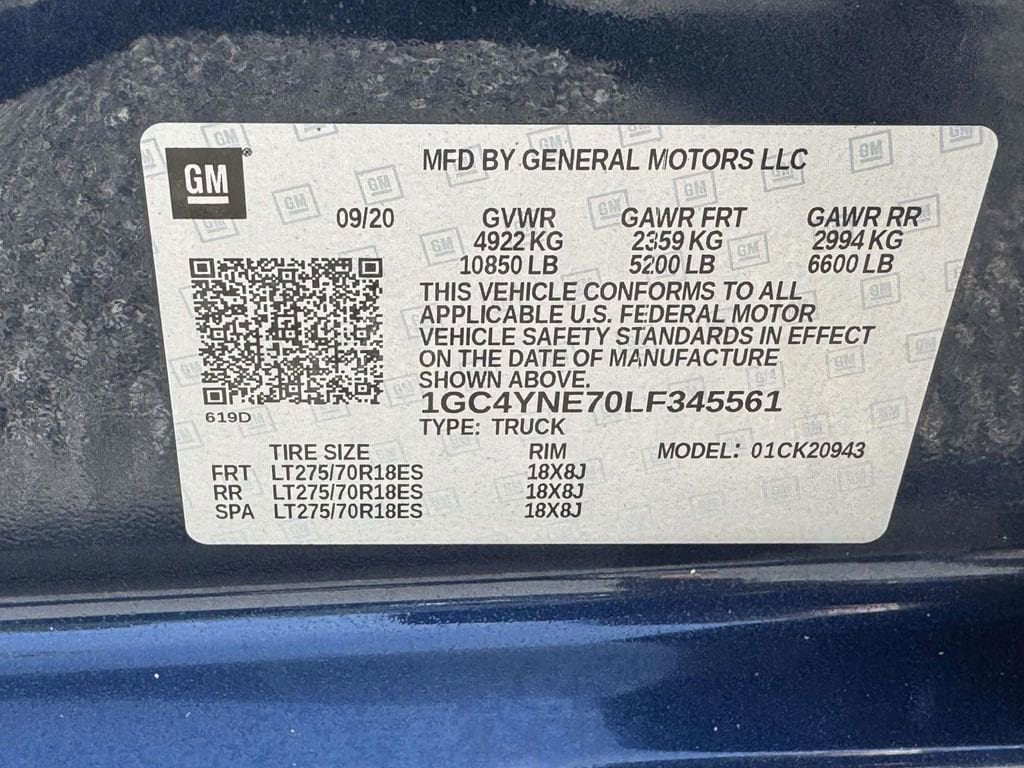 GM
MFD BY GENERAL MOTORS LLC
09/20 GVWR GAWR FRT GAWR RR
4922 KG 2359 KG 2994 KG
10850 LB 5200 LB 6600 LB
THIS VEHICLE CONFORMS TO ALL
APPLICABLE U.S. FEDERAL MOTOR
VEHICLE SAFETY STANDARDS IN EFFECT
ON THE DATE OF MANUFACTURE
SHOWN ABOVE.
1GC4YNE70LF345561
619D
TYPE: TRUCK
TIRE SIZE RIM MODEL: 01CK20943
FRT LT275/70R18ES 18X8J
RR LT275/70R18ES 18X8J
SPA LT275/70R18ES 18X8J